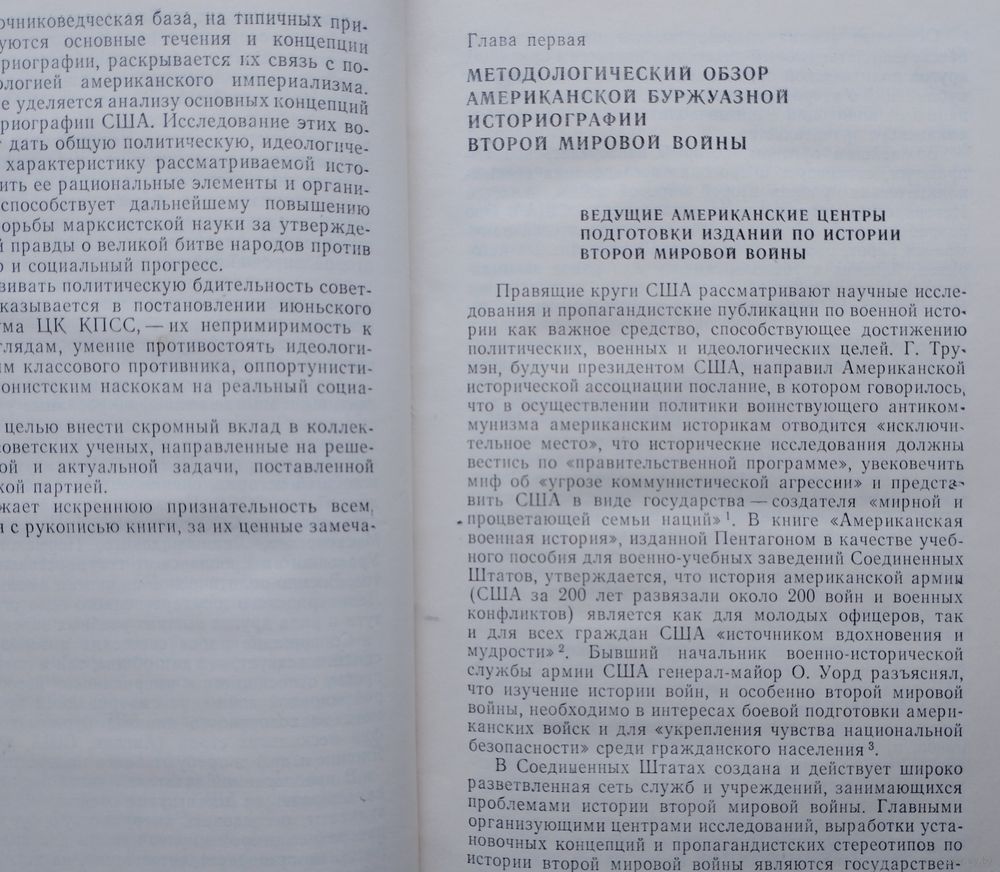 очниковедческая база, на типичных при-
уются основные течения и концепции
ориографии, раскрывается их связь с по-
ологией американского империализма.
е уделяется анализу основных концепций
ориографии США. Исследование этих во-
дать общую политическую, идеологиче-
характеристику рассматриваемой исто-
ить ее рациональные элементы и органи-
способствует дальнейшему повышению
орьбы марксистской науки за утвержде-
й правды о великой битве народов против
и социальный прогресс.
звивать политическую бдительность совет-
казывается в постановлении июньского
ума ЦК КПСС, — их непримиримость к
глядам, умение противостоять идеологи-
м классового противника, оппортунисти-
онистским наскокам на реальный социа-
целью внести скромный вклад в коллек-
оветских ученых, направленные на реше-
ой и актуальной задачи, поставленной
кой партией.
жает искреннюю признательность всем,
я с рукописью книги, за их ценные замеча-
Глава первая
МЕТОДОЛОГИЧЕСКИЙ ОБЗОР
АМЕРИКАНСКОЙ БУРЖУАЗНОЙ
ИСТОРИОГРАФИИ
ВТОРОЙ МИРОВОЙ ВОЙНЫ
ВЕДУЩИЕ АМЕРИКАНСКИЕ ЦЕНТРЫ
ПОДГОТОВКИ ИЗДАНИЙ ПО ИСТОРИИ
ВТОРОЙ МИРОВОЙ ВОЙНЫ
Правящие круги США рассматривают научные иссле-
дования и пропагандистские публикации по военной исто-
рии как важное средство, способствующее достижению
политических, военных и идеологических целей. Г. Тру-
мэн, будучи президентом США, направил Американской
исторической ассоциации послание, в котором говорилось,
что в осуществлении политики воинствующего антиком-
мунизма американским историкам отводится «исключи-
тельное место», что исторические исследования должны
вестись по «правительственной программе», увековечить
миф об «угрозе коммунистической агрессии» и предста-
вить США в виде государства — создателя «мирной и
процветающей семьи наций»¹. В книге «Американская
военная история», изданной Пентагоном в качестве учеб-
ного пособия для военно-учебных заведений Соединенных
Штатов, утверждается, что история американской армии
(США за 200 лет развязали около 200 войн и военных
конфликтов) является как для молодых офицеров, так
и для всех граждан США «источником вдохновения и
мудрости»². Бывший начальник военно-исторической
службы армии США генерал-майор О. Уорд разъяснял,
что изучение истории войн, и особенно второй мировой
войны, необходимо в интересах боевой подготовки амери-
канских войск и для «укрепления чувства национальной
безопасности» среди гражданского населения³.
В Соединенных Штатах создана и действует широко
разветвленная сеть служб и учреждений, занимающихся
проблемами истории второй мировой войны. Главными
организующими центрами исследований, выработки уста-
новочных концепций и пропагандистских стереотипов по
истории второй мировой войны являются государствен-